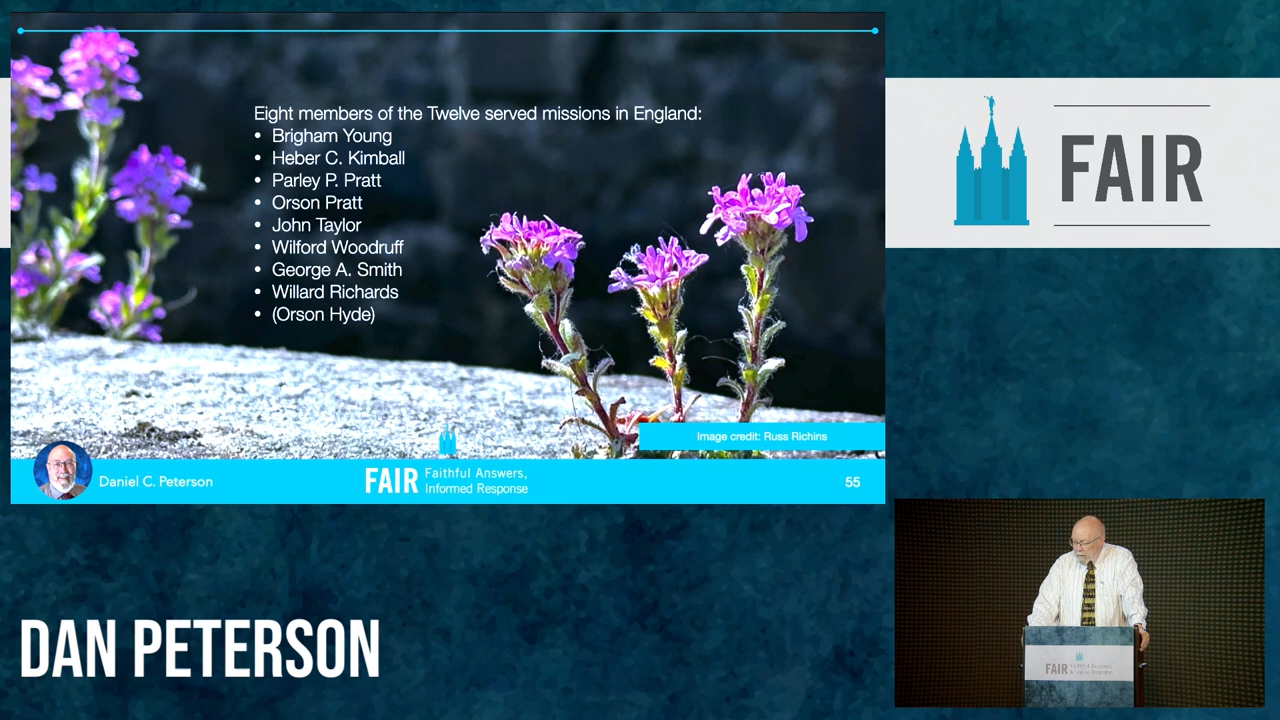 Eight members of the Twelve served missions in England:
• Brigham Young
• Heber C. Kimball
• Parley P. Pratt
• Orson Pratt
• John Taylor
• Wilford Woodruff
• George A. Smith
• Willard Richards
• (Orson Hyde)
Image credit: Russ Richins
Daniel C. Peterson
FAIR Faithful Answers,
Informed Response
55
FAIR
DAN PETERSON
FAIR